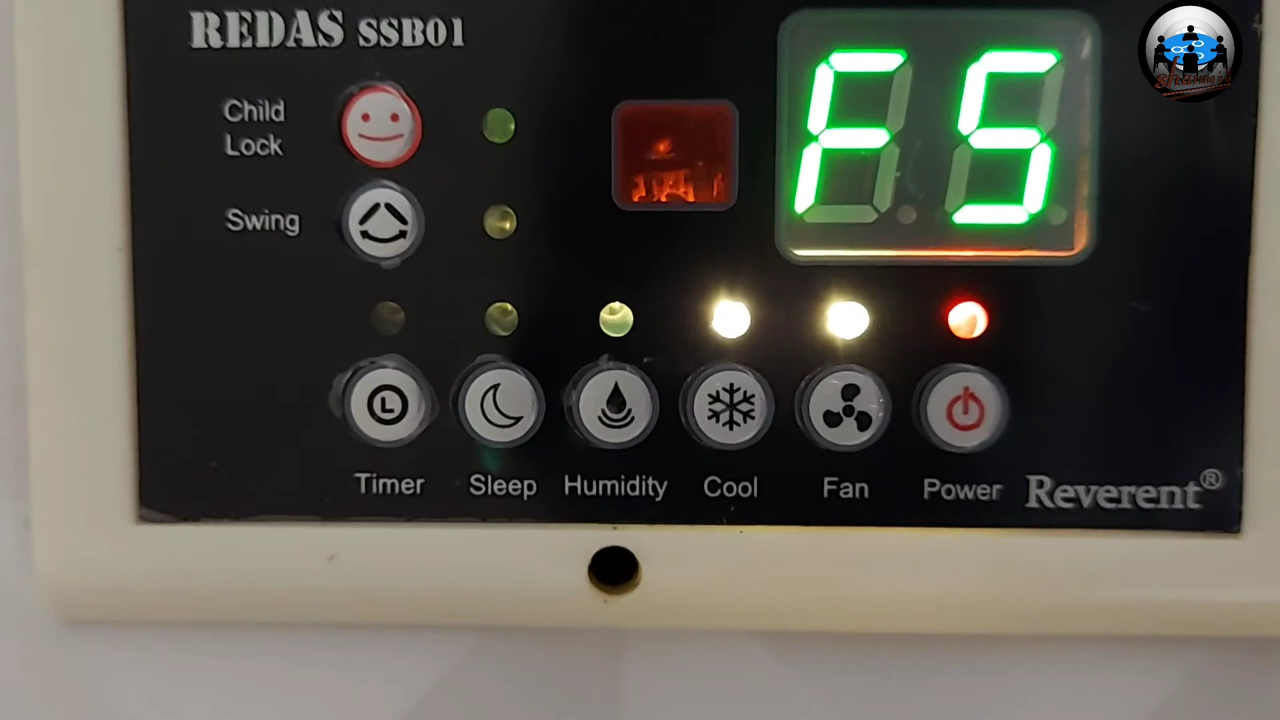 REDAS SSB01
Child
Lock
Swing
F5
Timer
Sleep
Humidity
Cool
Fan
Power
Reverent®